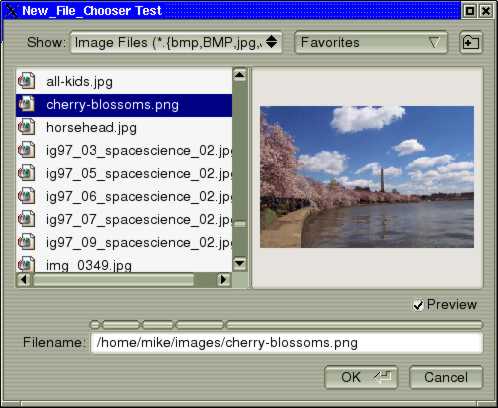 New_File_Chooser Test
Show: Image Files (*.{bmp,BMP,jpg, Favorites
all-kids.jpg
cherry-blossoms.png
horsehead.jpg
ig97_03_spacescience_02.jpg
ig97_05_spacescience_02.jpg
ig97_06_spacescience_02.jpg
ig97_07_spacescience_02.jpg
ig97_09_spacescience_02.jpg
img_0349.jpg
Preview
Filename: /home/mike/images/cherry-blossoms.png
OK Cancel